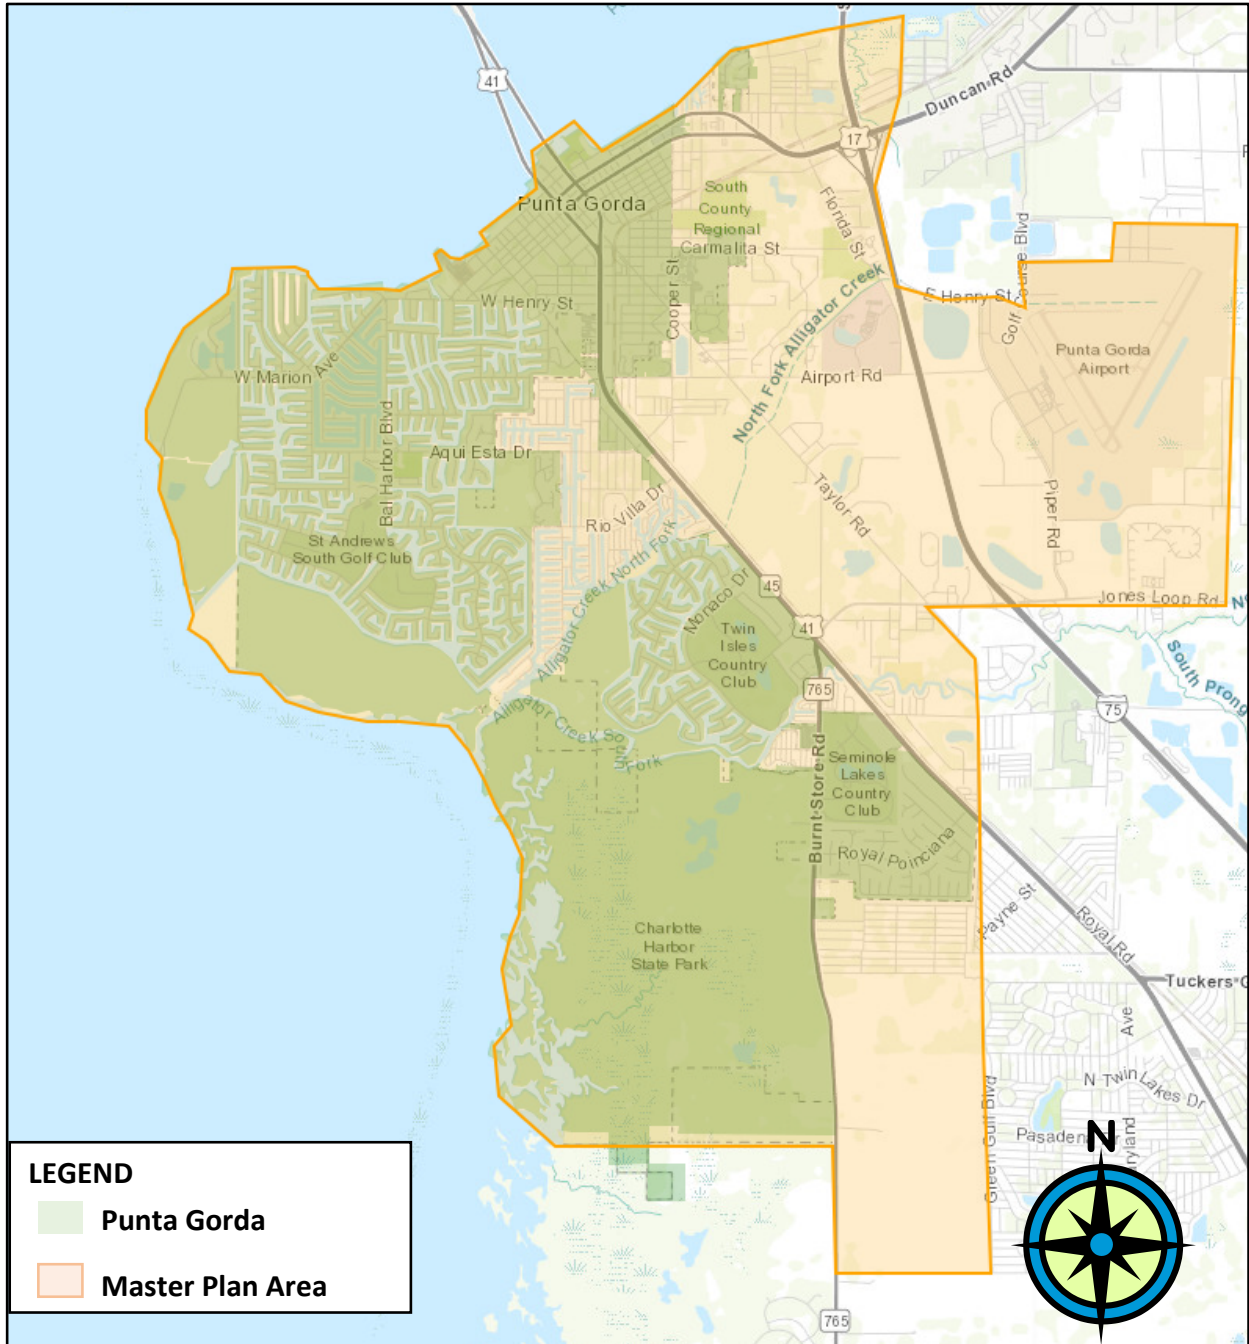 41
17
Duncan Rd
Punta Gorda
South
County
Regional
Carmalita St
Florida St
Golf Course Blvd
E Henry St
W Henry St
Cooper St
North Fork Alligator Creek
Punta Gorda
Airport
W Marion Ave
Airport Rd
Bal Harbor Blvd
Aqui Esta Dr
Rio Villa Dr
Taylor Rd
Piper Rd
St Andrews
South Golf Club
Alligator Creek North Fork
Monaco Dr
45
Jones Loop Rd
41
Twin
Isles
Country
Club
765
South Prong
75
Alligator Creek South Fork
Burnt Store Rd
Seminole
Lakes
Country
Club
Royal Poinciana
Payne St
Royal Rd
Charlotte
Harbor
State Park
Tuckers
Ave
N Twin Lakes Dr
Green Gulf Blvd
Pasadena
N
LEGEND
Punta Gorda
Master Plan Area
765